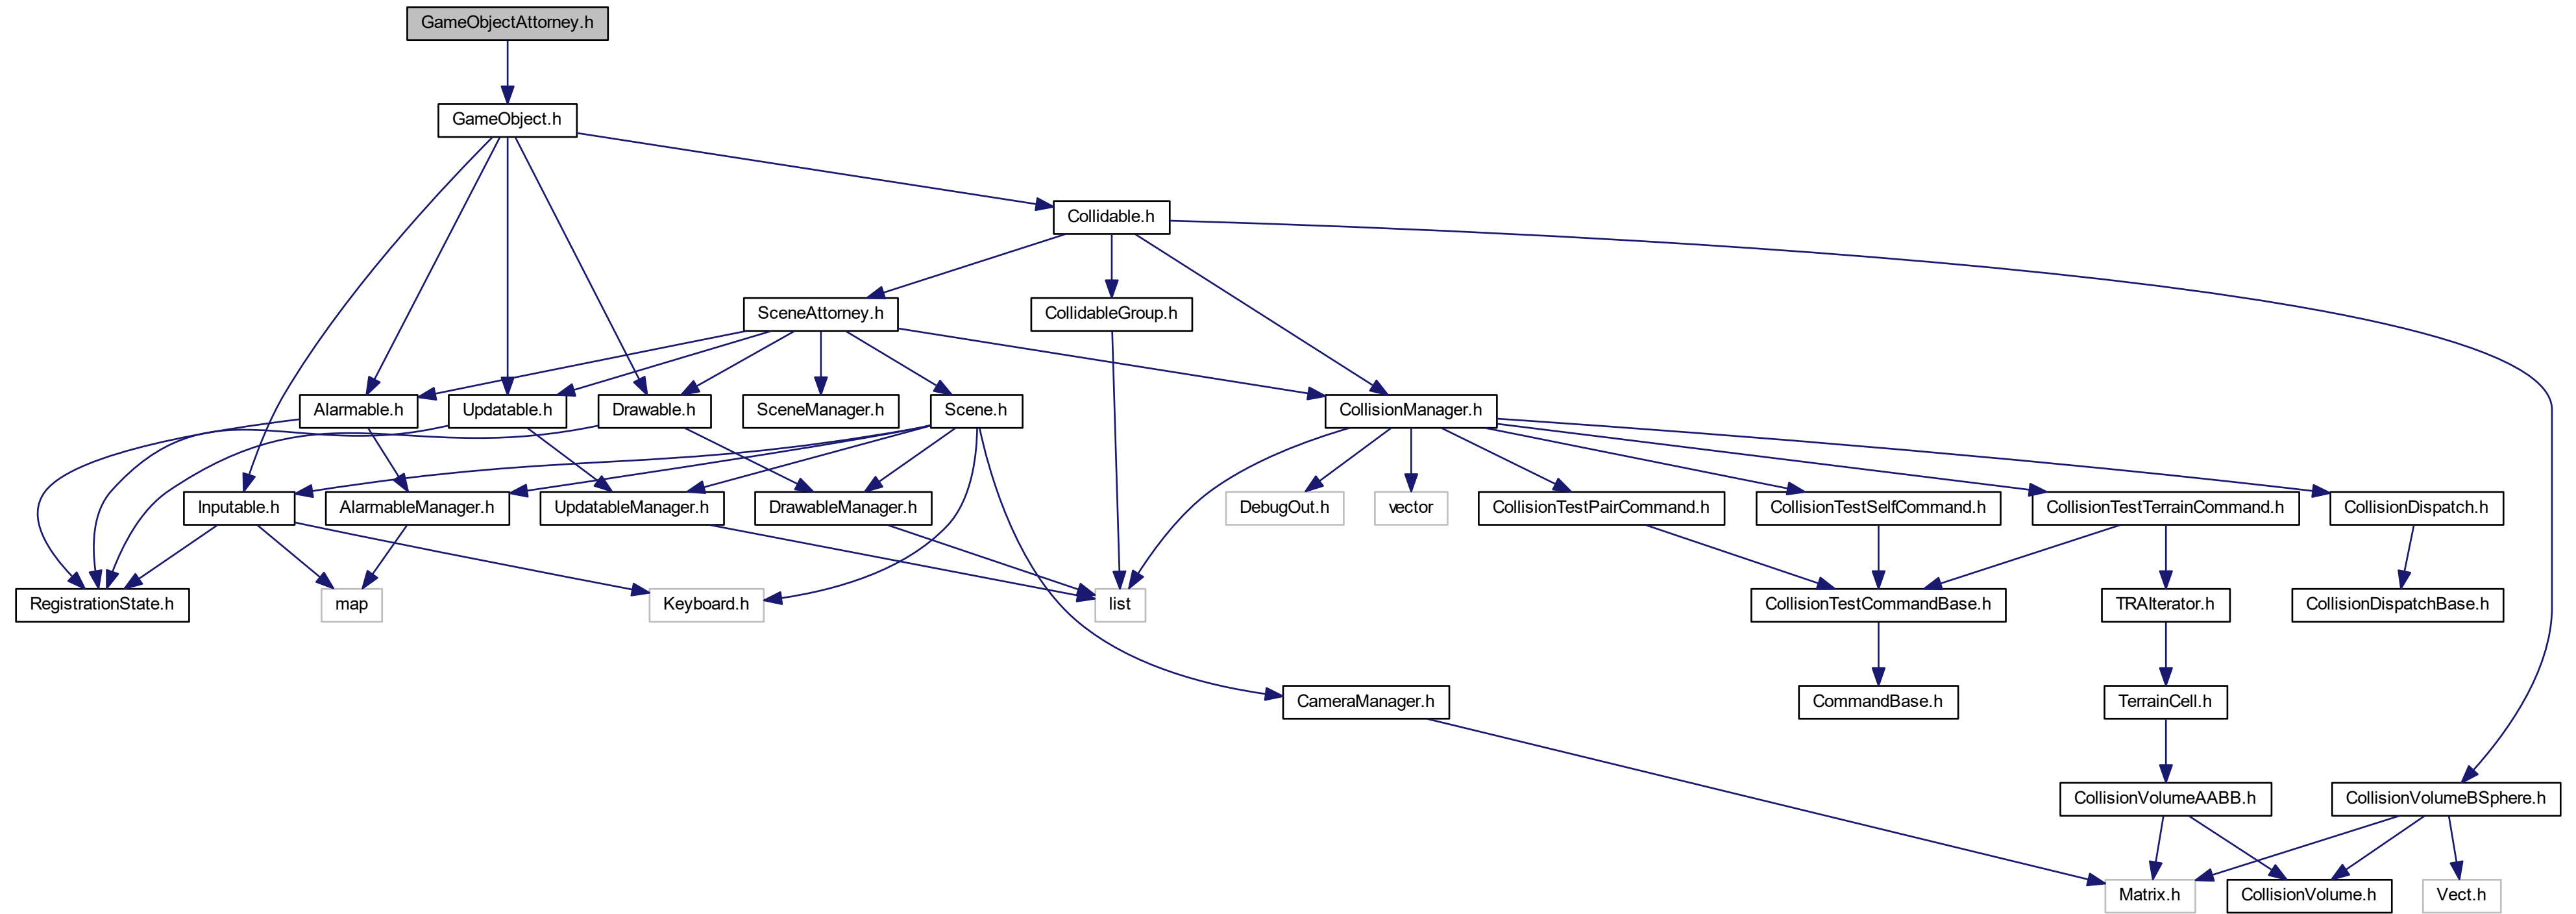 GameObjectAttorney.h
GameObject.h
Collidable.h
SceneAttorney.h
CollidableGroup.h
Alarmable.h
Updatable.h
Drawable.h
SceneManager.h
Scene.h
CollisionManager.h
Inputable.h
AlarmableManager.h
UpdatableManager.h
DrawableManager.h
DebugOut.h
vector
CollisionTestPairCommand.h
CollisionTestSelfCommand.h
CollisionTestTerrainCommand.h
CollisionDispatch.h
RegistrationState.h
map
Keyboard.h
list
CollisionTestCommandBase.h
TRAIterator.h
CollisionDispatchBase.h
CameraManager.h
CommandBase.h
TerrainCell.h
CollisionVolumeAABB.h
CollisionVolumeBSphere.h
Matrix.h
CollisionVolume.h
Vect.h